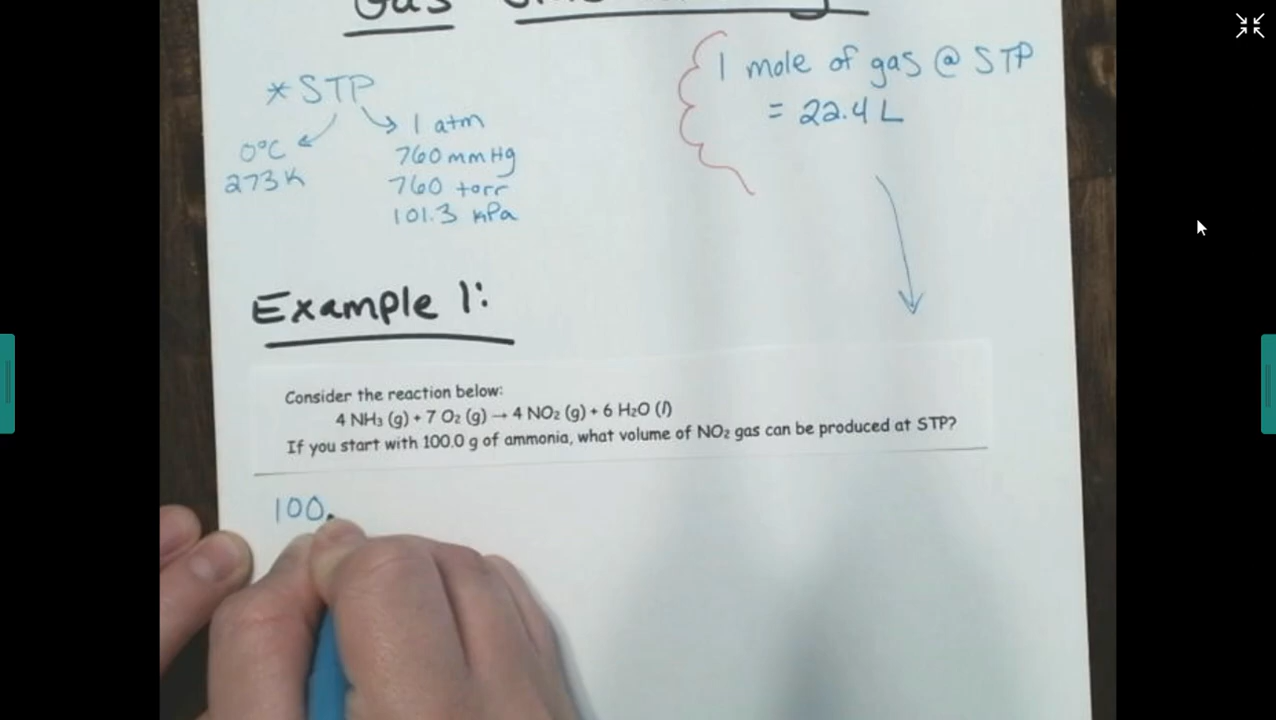 Gas
1 mole of gas @ STP
= 22.4 L
*STP
0°C
273 K
1 atm
760 mmHg
760 torr
101.3 kPa
Example 1:
Consider the reaction below:
4 NH₃ (g) + 7 O₂ (g) → 4 NO₂ (g) + 6 H₂O (l)
If you start with 100.0 g of ammonia, what volume of NO₂ gas can be produced at STP?
100.